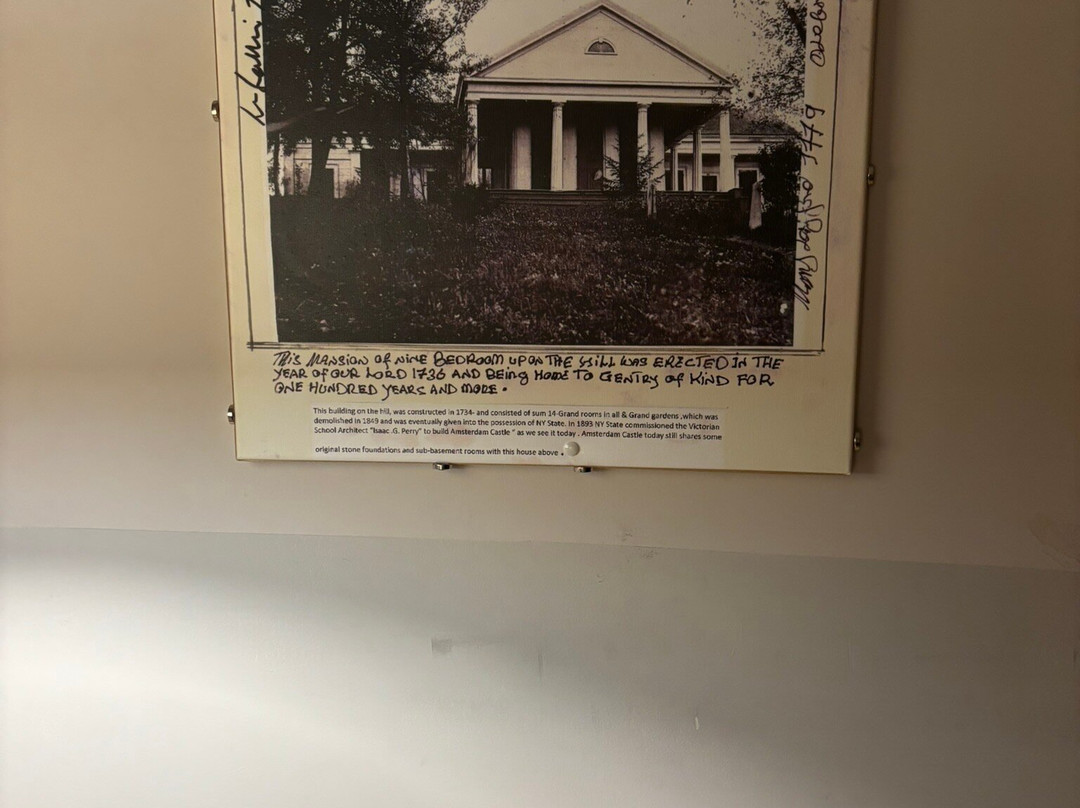 THIS MANSION OF NINE BEDROOM UPON THE HILL WAS ERECTED IN THE
YEAR OF OUR LORD 1736 AND BEING HOME TO GENTRY OF KIND FOR
ONE HUNDRED YEARS AND MORE.
This building on the hill, was constructed in 1734- and consisted of sum 14-Grand rooms in all & Grand gardens ,which was
demolished in 1849 and was eventually given into the possession of NY State. In 1893 NY State commissioned the Victorian
School Architect "Isaac .G. Perry" to build Amsterdam Castle " as we see it today . Amsterdam Castle today still shares some
original stone foundations and sub-basement rooms with this house above .